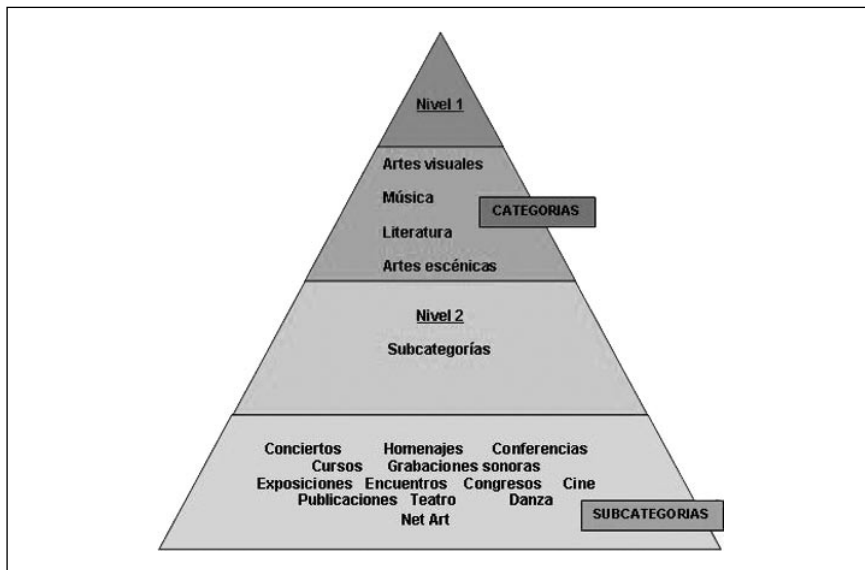 Nivel 1
Artes visuales
Música
CATEGORIAS
Literatura
Artes escénicas
Nivel 2
Subcategorías
Conciertos Homenajes Conferencias
Cursos Grabaciones sonoras
Exposiciones Encuentros Congresos Cine
Publicaciones Teatro Danza
SUBCATEGORIAS
Net Art